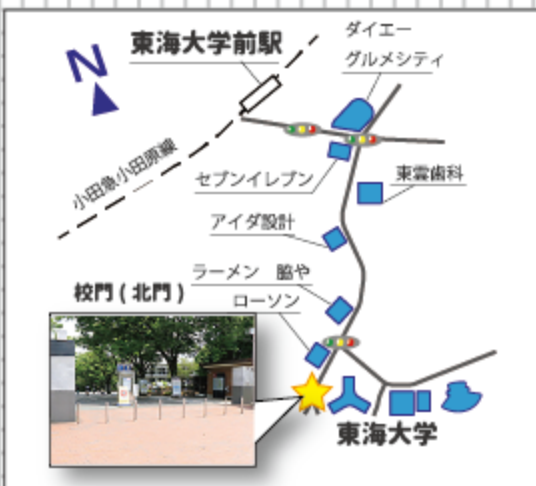 ダイエー
グルメシティ
東海大学前駅
N
小田急小田原線
セブンイレブン
東雲歯科
アイダ設計
ラーメン 脇や
校門(北門)
ローソン
東海大学